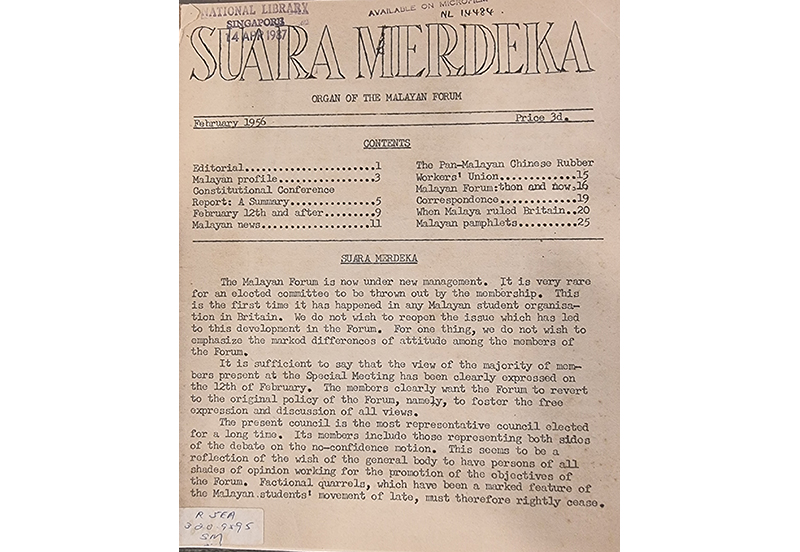 NATIONAL LIBRARY
SINGAPORE
14 APR 1987
AVAILABLE ON MICROFILM
NL 14484
SUARA MERDEKA
ORGAN OF THE MALAYAN FORUM
February 1956 Price 3d.
CONTENTS
Editorial......................1
Malayan profile................3
Constitutional Conference
Report: A Summary..............5
February 12th and after........9
Malayan news..................11
The Pan-Malayan Chinese Rubber
Workers' Union............15
Malayan Forum:then and now.16
Correspondence............19
When Malaya ruled Britain..20
Malayan pamphlets.........25
SUARA MERDEKA
The Malayan Forum is now under new management. It is very rare
for an elected committee to be thrown out by the membership. This
is the first time it has happened in any Malayan student organisa-
tion in Britain. We do not wish to reopen the issue which has led
to this development in the Forum. For one thing, we do not wish to
emphasize the marked differences of attitude among the members of
the Forum.
It is sufficient to say that the view of the majority of mem-
bers present at the Special Meeting has been clearly expressed on
the 12th of February. The members clearly want the Forum to revert
to the original policy of the Forum, namely, to foster the free
expression and discussion of all views.
The present council is the most representative council elected
for a long time. Its members include those representing both sides
of the debate on the no-confidence motion. This seems to be a
reflection of the wish of the general body to have persons of all
shades of opinion working for the promotion of the objectives of
the Forum. Factional quarrels, which have been a marked feature of
the Malayan students' movement of late, must therefore rightly cease.
R SEA
320.9595
SM